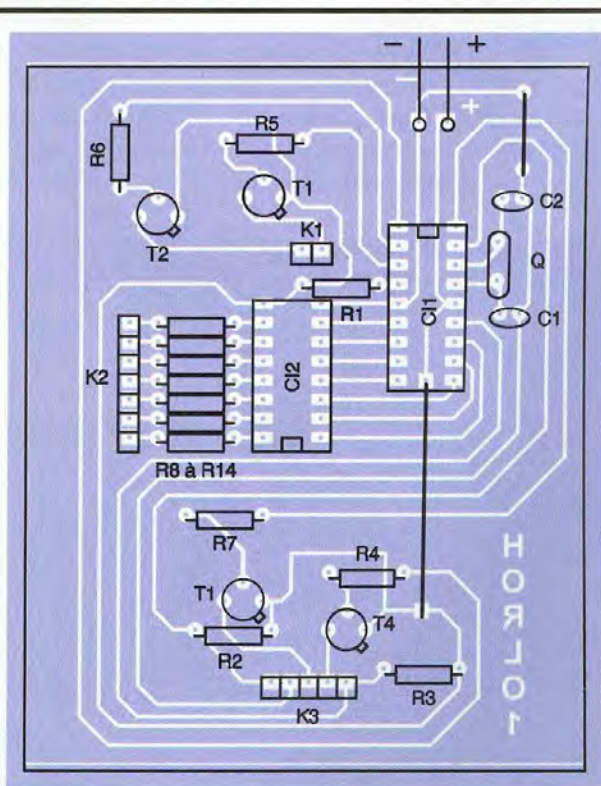 − +
− +
R5
R6
T1
T2
K1
C2
Q
R1
CI1
C1
K2
CI2
R8 à R14
R7
R4
T1
T4
R2
R3
K3
HORLO1